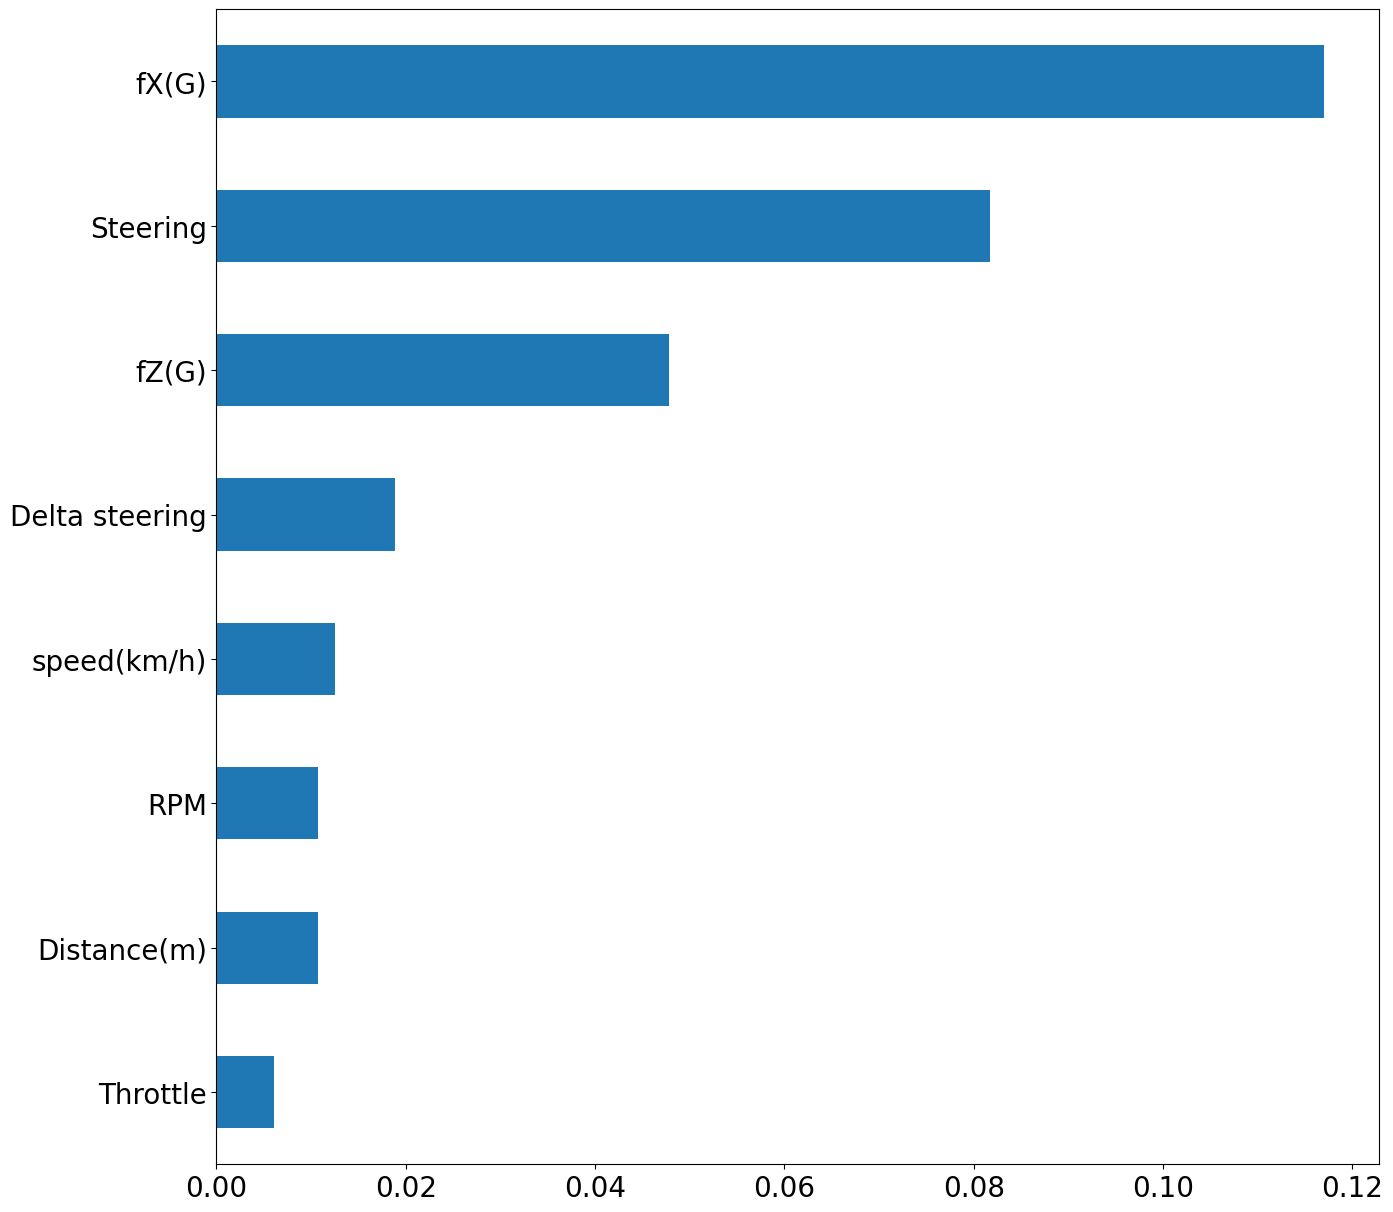 fX(G)
Steering
fZ(G)
Delta steering
speed(km/h)
RPM
Distance(m)
Throttle
0.00 0.02 0.04 0.06 0.08 0.10 0.12